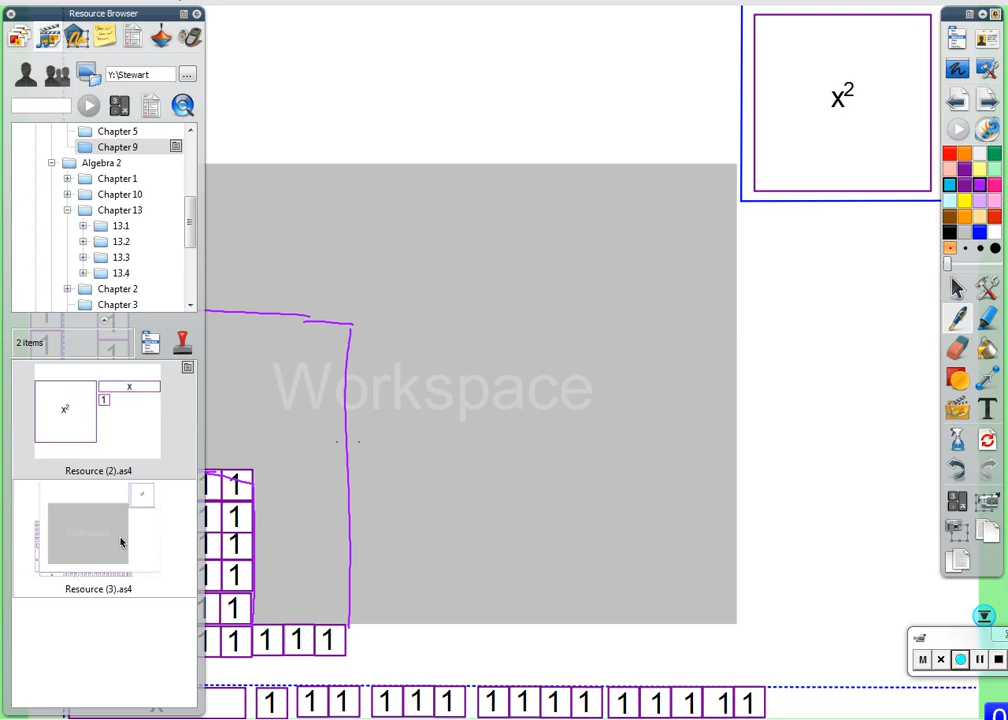 Resource Browser
Y:\Stewart
...
Chapter 5
Chapter 9
Algebra 2
Chapter 1
Chapter 10
Chapter 13
13.1
13.2
13.3
13.4
Chapter 2
Chapter 3
2 items
x²
x
1
Resource (2).as4
Resource (3).as4
x²
Workspace
1 1
1 1
1 1
1 1
1 1
1 1 1 1 1
1 1 1 1 1 1 1 1 1 1 1 1 1 1 1
T
M